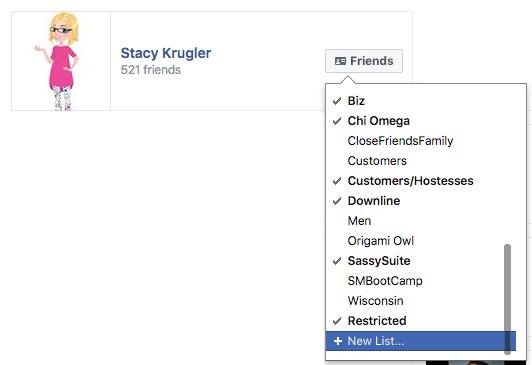 Stacy Krugler
521 friends
Friends
Biz
Chi Omega
CloseFriendsFamily
Customers
Customers/Hostesses
Downline
Men
Origami Owl
SassySuite
SMBootCamp
Wisconsin
Restricted
+ New List...